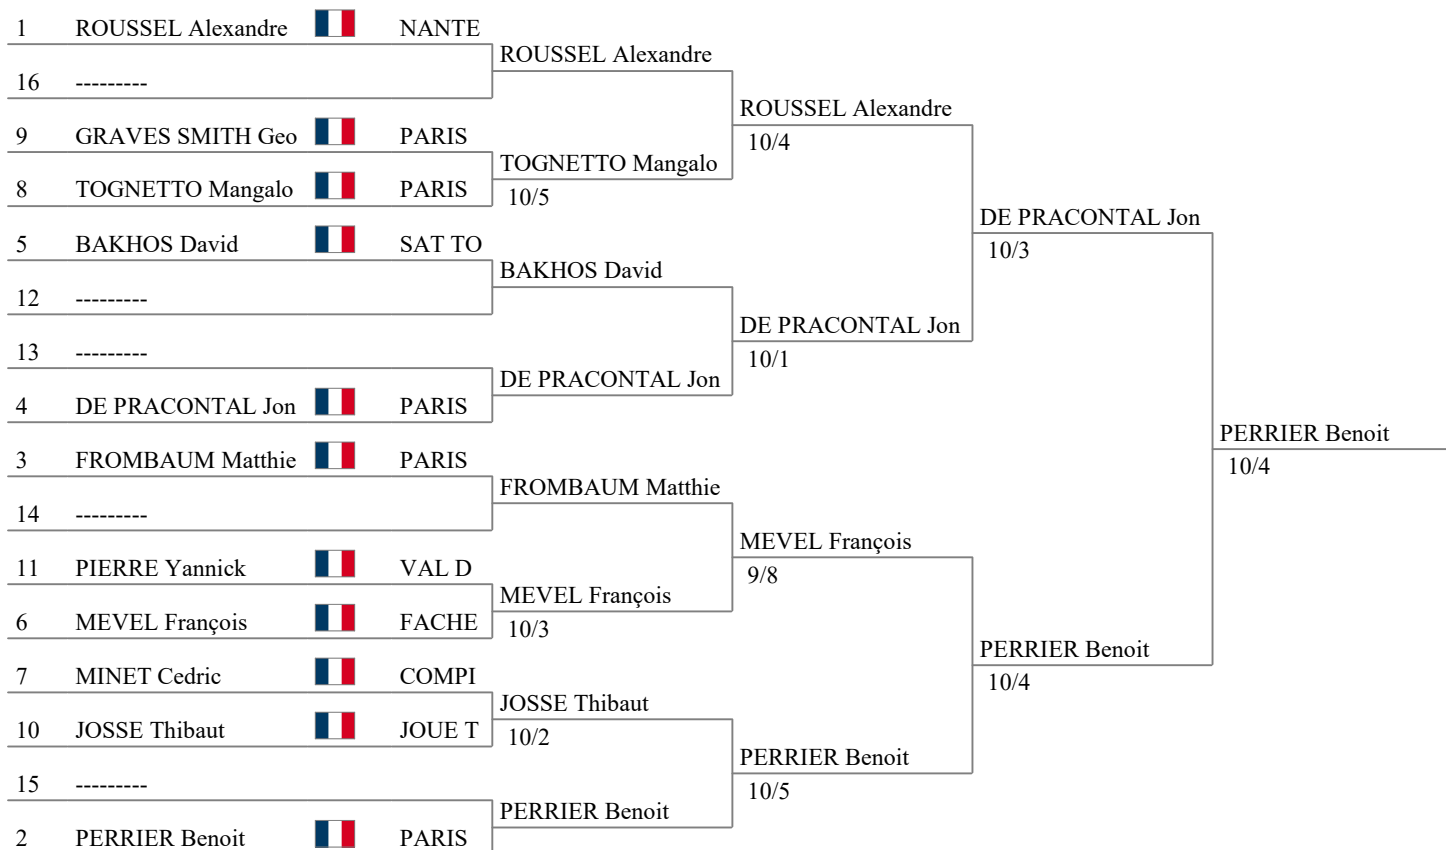 1 ROUSSEL Alexandre NANTE
ROUSSEL Alexandre
16 ---------
ROUSSEL Alexandre
10/4
9 GRAVES SMITH Geo PARIS
TOGNETTO Mangalo
10/5
8 TOGNETTO Mangalo PARIS
DE PRACONTAL Jon
10/3
5 BAKHOS David SAT TO
BAKHOS David
12 ---------
DE PRACONTAL Jon
10/1
13 ---------
DE PRACONTAL Jon
4 DE PRACONTAL Jon PARIS
PERRIER Benoit
10/4
3 FROMBAUM Matthie PARIS
FROMBAUM Matthie
14 ---------
MEVEL François
9/8
11 PIERRE Yannick VAL D
MEVEL François
10/3
6 MEVEL François FACHE
PERRIER Benoit
10/4
7 MINET Cedric COMPI
JOSSE Thibaut
10/2
10 JOSSE Thibaut JOUE T
PERRIER Benoit
10/5
15 ---------
PERRIER Benoit
2 PERRIER Benoit PARIS